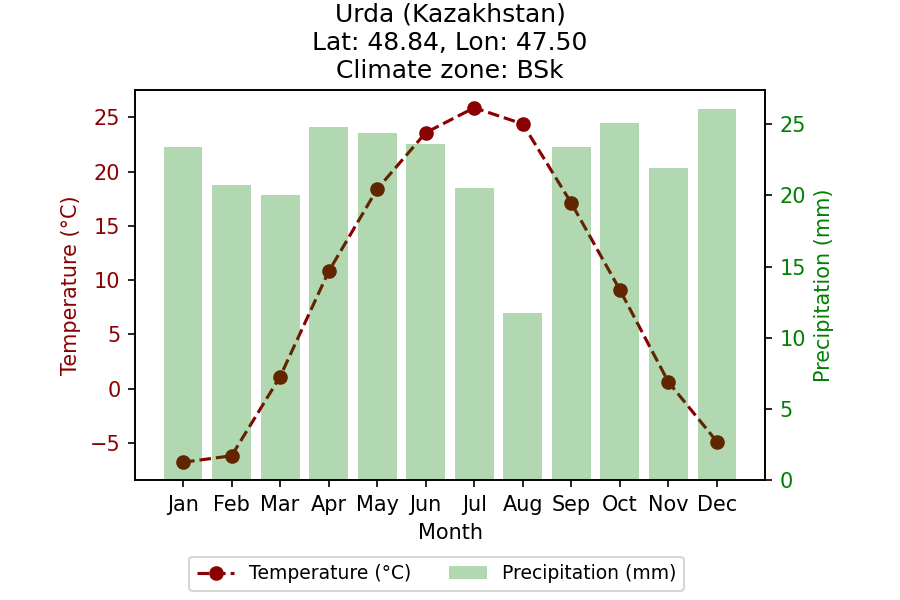 Urda (Kazakhstan)
Lat: 48.84, Lon: 47.50
Climate zone: BSk
Temperature (°C)
25
20
15
10
5
0
−5
25
20
15
10
5
0
Precipitation (mm)
Jan Feb Mar Apr May Jun Jul Aug Sep Oct Nov Dec
Month
Temperature (°C) Precipitation (mm)